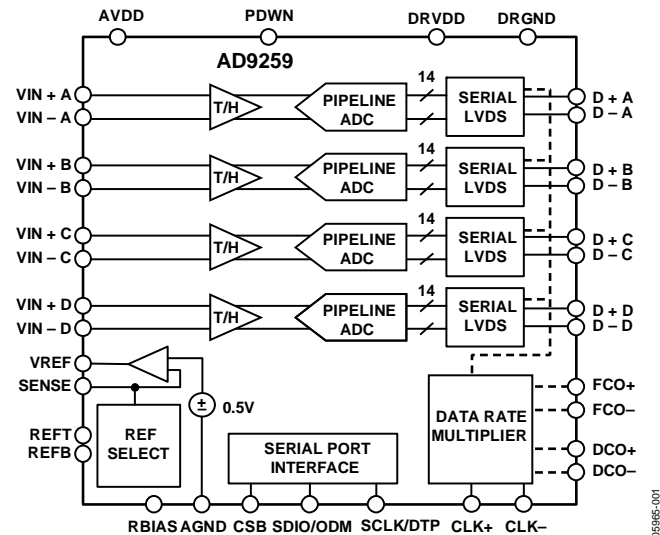 AVDD PDWN DRVDD DRGND
AD9259
VIN + A
VIN – A
T/H
PIPELINE
ADC
14
SERIAL
LVDS
D + A
D – A
VIN + B
VIN – B
T/H
PIPELINE
ADC
14
SERIAL
LVDS
D + B
D – B
VIN + C
VIN – C
T/H
PIPELINE
ADC
14
SERIAL
LVDS
D + C
D – C
VIN + D
VIN – D
T/H
PIPELINE
ADC
14
SERIAL
LVDS
D + D
D – D
VREF
SENSE
±
0.5V
REFT
REFB
REF
SELECT
SERIAL PORT
INTERFACE
DATA RATE
MULTIPLIER
FCO+
FCO–
DCO+
DCO–
RBIAS AGND CSB SDIO/ODM SCLK/DTP CLK+ CLK–
05965-001